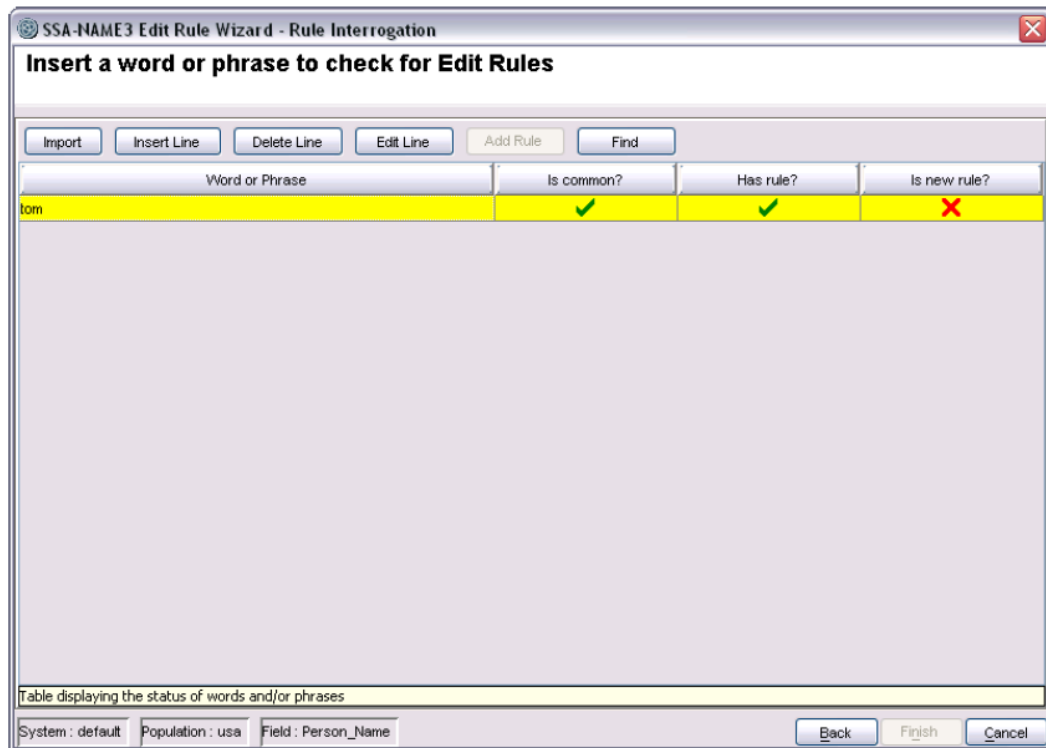 SSA-NAME3 Edit Rule Wizard - Rule Interrogation
Insert a word or phrase to check for Edit Rules
Import Insert Line Delete Line Edit Line Add Rule Find
Word or Phrase Is common? Has rule? Is new rule?
tom
Table displaying the status of words and/or phrases
System : default Population : usa Field : Person_Name Back Finish Cancel